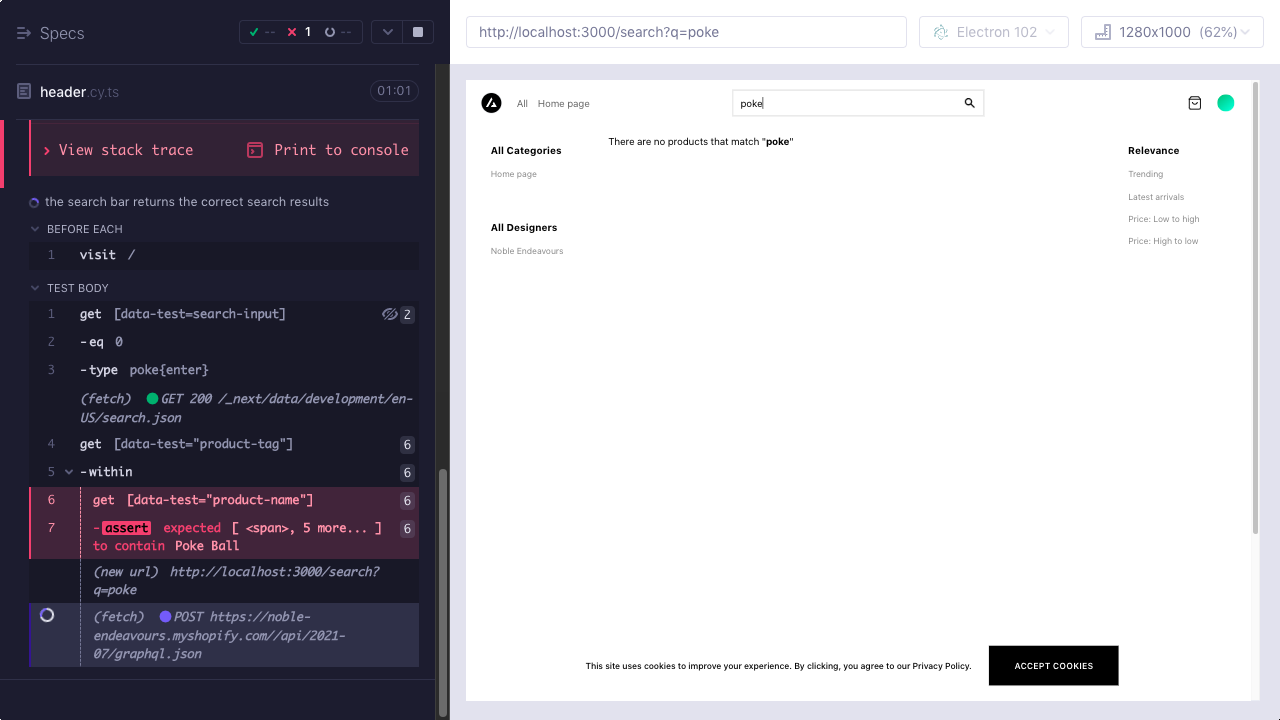 Specs
-- 1 --
header.cy.ts
01:01
View stack trace
Print to console
the search bar returns the correct search results
BEFORE EACH
1 visit /
TEST BODY
1 get [data-test=search-input] 2
2 -eq 0
3 -type poke{enter}
(fetch) GET 200 /_next/data/development/en-
US/search.json
4 get [data-test="product-tag"] 6
5 -within 6
6 get [data-test="product-name"] 6
7 -assert expected [ <span>, 5 more... ] 6
to contain Poke Ball
(new url) http://localhost:3000/search?
q=poke
(fetch) POST https://noble-
endeavours.myshopify.com//api/2021-
07/graphql.json
http://localhost:3000/search?q=poke
Electron 102
1280x1000 (62%)
All Home page
poke
All Categories
Home page
All Designers
Noble Endeavours
There are no products that match "poke"
Relevance
Trending
Latest arrivals
Price: Low to high
Price: High to low
This site uses cookies to improve your experience. By clicking, you agree to our Privacy Policy.
ACCEPT COOKIES